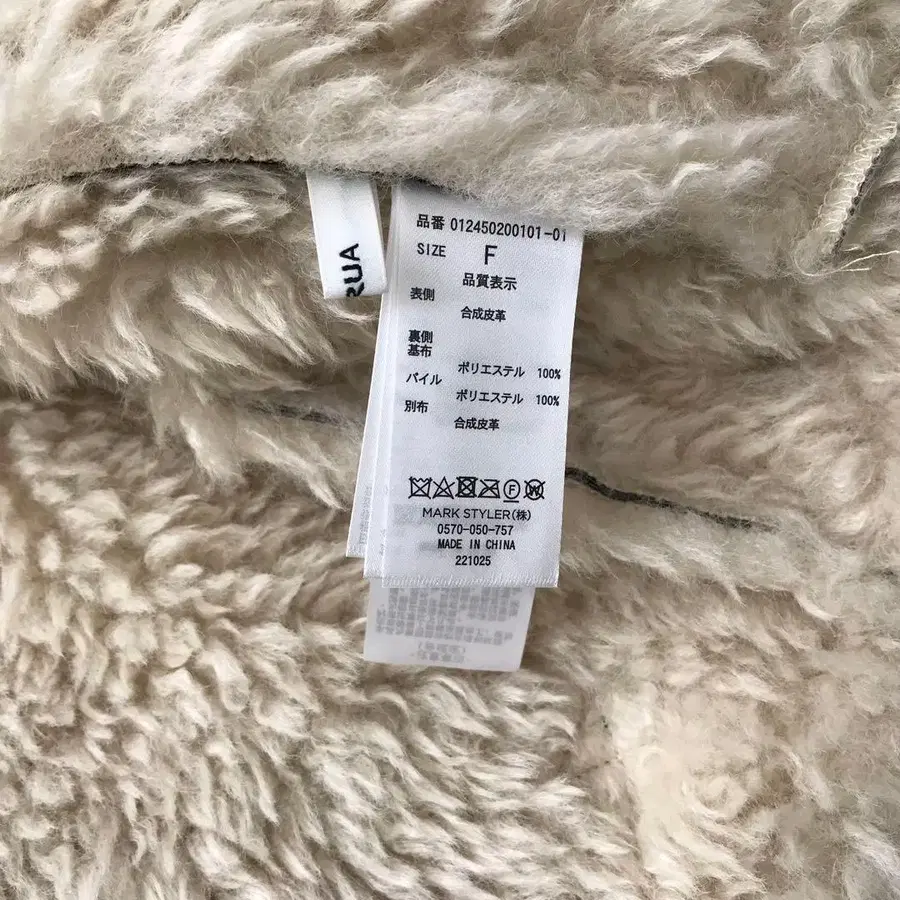 RUA
品番 012450200101-01
SIZE F
品質表示
表側
合成皮革
裏側
基布
ポリエステル 100%
パイル
ポリエステル 100%
別布
合成皮革
MARK STYLER(株)
0570-050-757
MADE IN CHINA
221025